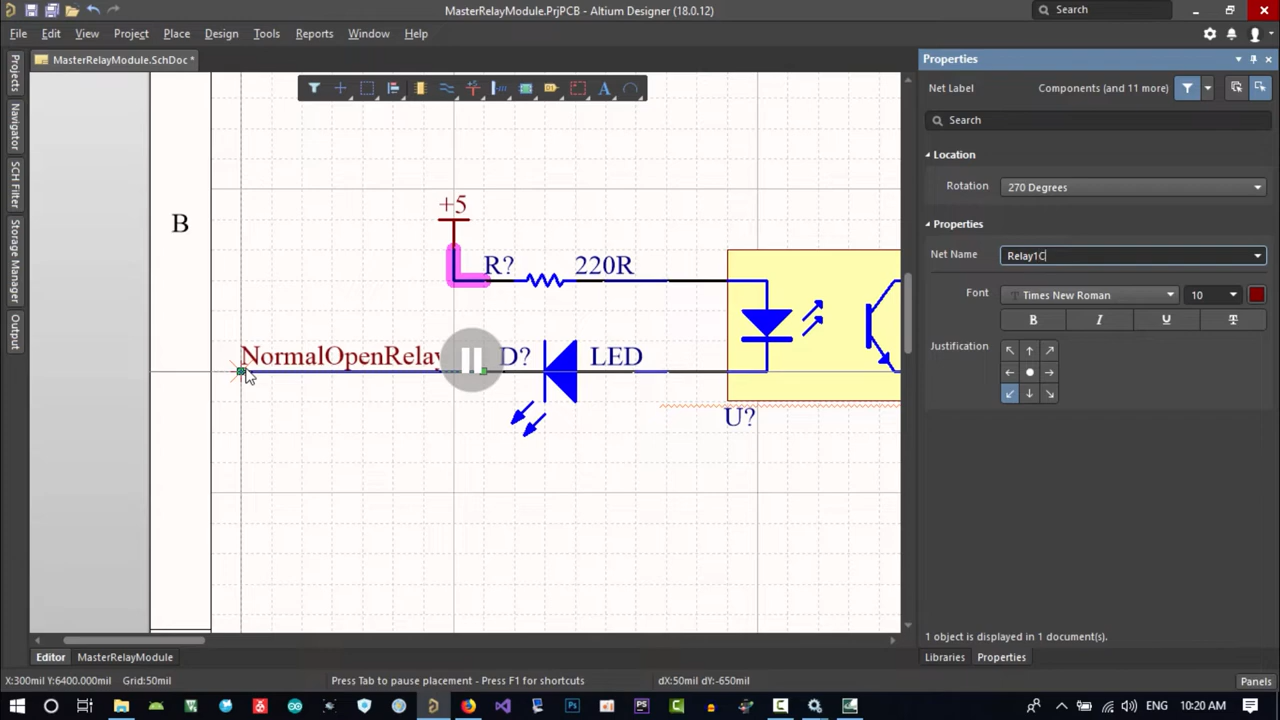 MasterRelayModule.PrjPCB - Altium Designer (18.0.12)
Search
File Edit View Project Place Design Tools Reports Window Help
MasterRelayModule.SchDoc *
Projects
Navigator
SCH Filter
Storage Manager
Output
B
+5
R? 220R
NormalOpenRelay D? LED
U?
Properties
Net Label Components (and 11 more)
Search
Location
Rotation 270 Degrees
Properties
Net Name Relay1C
Font Times New Roman 10
B I U T
Justification
1 object is displayed in 1 document(s).
Editor MasterRelayModule
Libraries Properties
X:300mil Y:6400.000mil Grid:50mil Press Tab to pause placement - Press F1 for shortcuts dX:50mil dY:-650mil Panels
10:20 AM